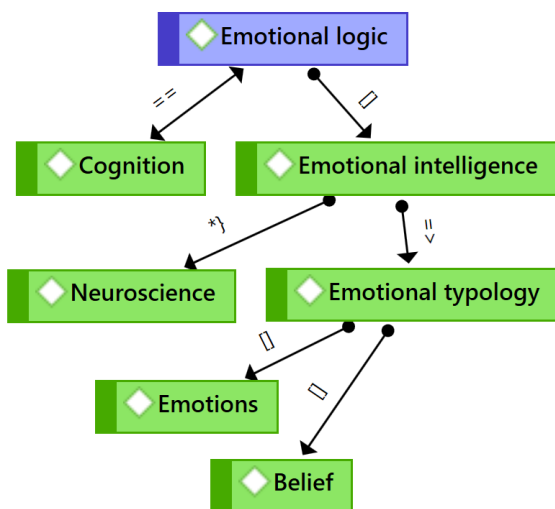 Emotional logic
==
[]
Cognition
Emotional intelligence
*}
<=
Neuroscience
Emotional typology
[]
[]
Emotions
Belief